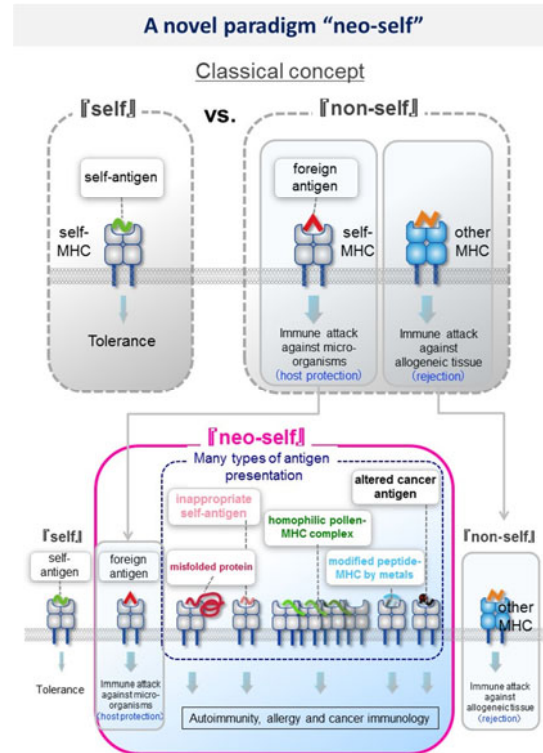 A novel paradigm “neo-self”
Classical concept
『self』
vs.
『non-self』
self-antigen
foreign
antigen
self-
MHC
self-
MHC
other
MHC
Tolerance
Immune attack
against micro-
organisms
(host protection)
Immune attack
against
allogeneic tissue
(rejection)
『neo-self』
Many types of antigen
presentation
altered cancer
antigen
inappropriate
self-antigen
homophilic pollen-
MHC complex
『self』
『non-self』
self-
antigen
foreign
antigen
misfolded protein
modified peptide-
MHC by metals
other
MHC
Tolerance
Immune attack
against micro-
organisms
(host protection)
Autoimmunity, allergy and cancer immunology
Immune attack
against
allogeneic tissue
(rejection)